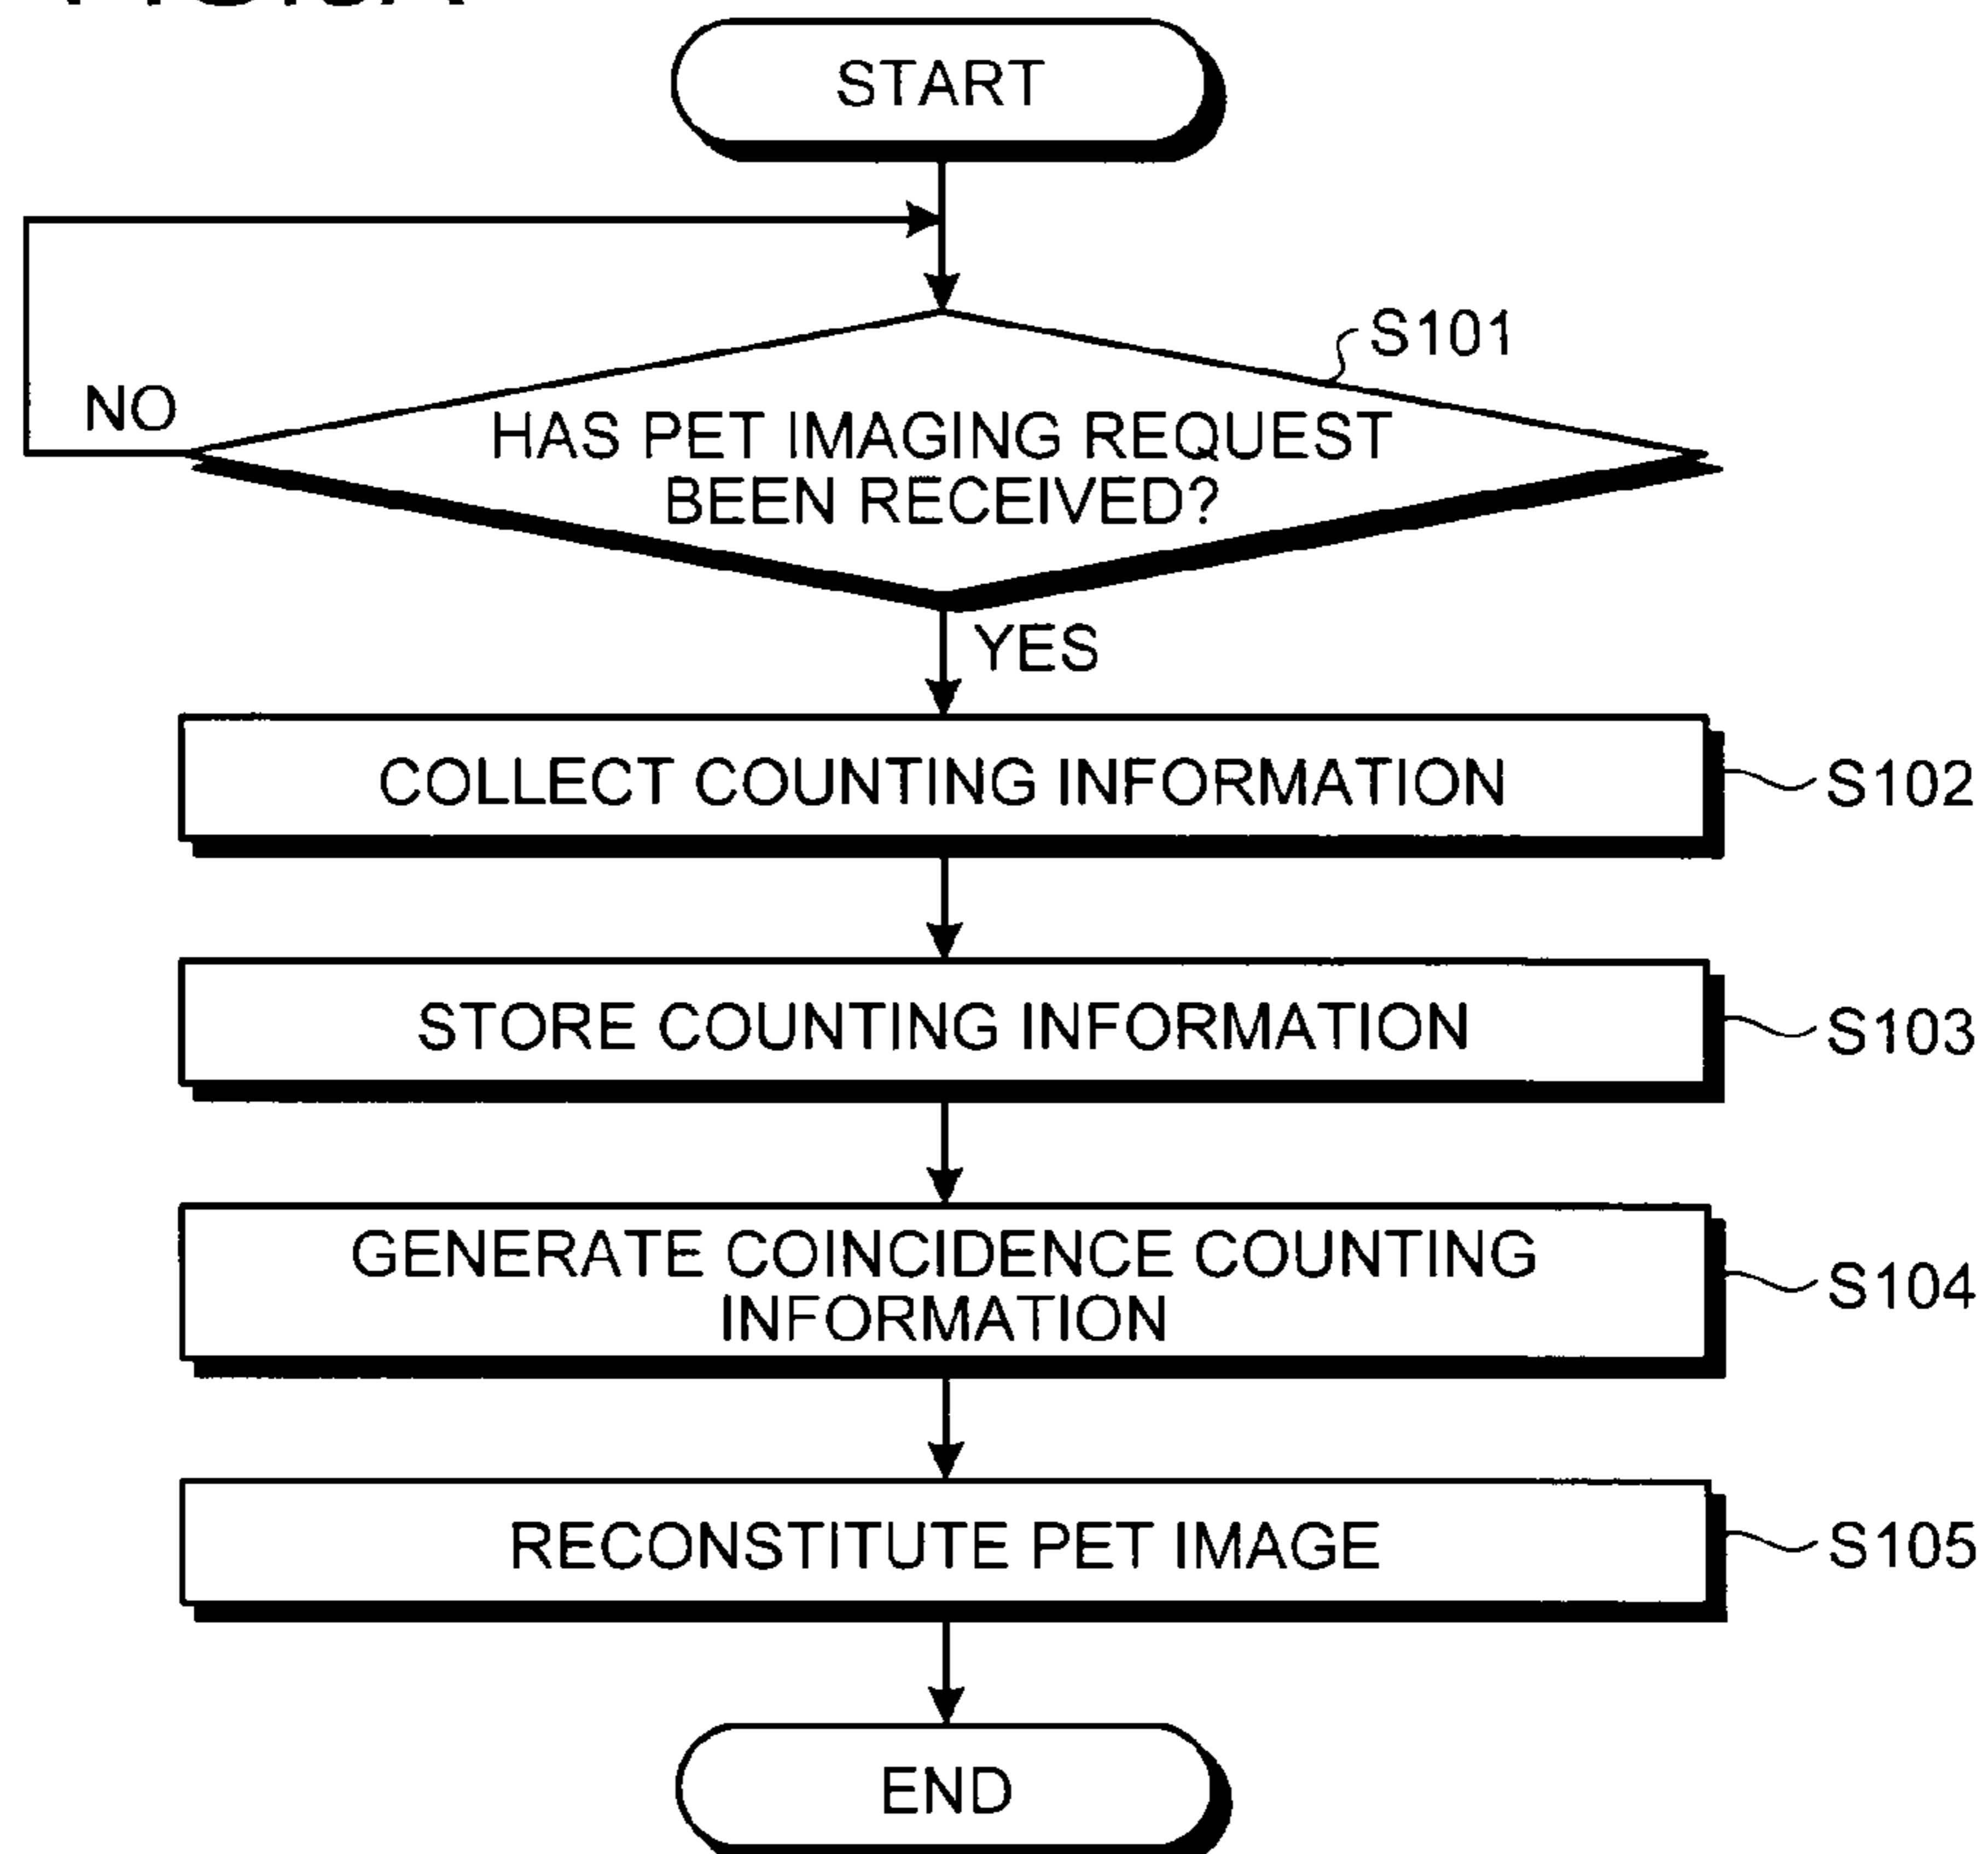 START
S101
NO
HAS PET IMAGING REQUEST
BEEN RECEIVED?
YES
COLLECT COUNTING INFORMATION
S102
STORE COUNTING INFORMATION
S103
GENERATE COINCIDENCE COUNTING
INFORMATION
S104
RECONSTITUTE PET IMAGE
S105
END